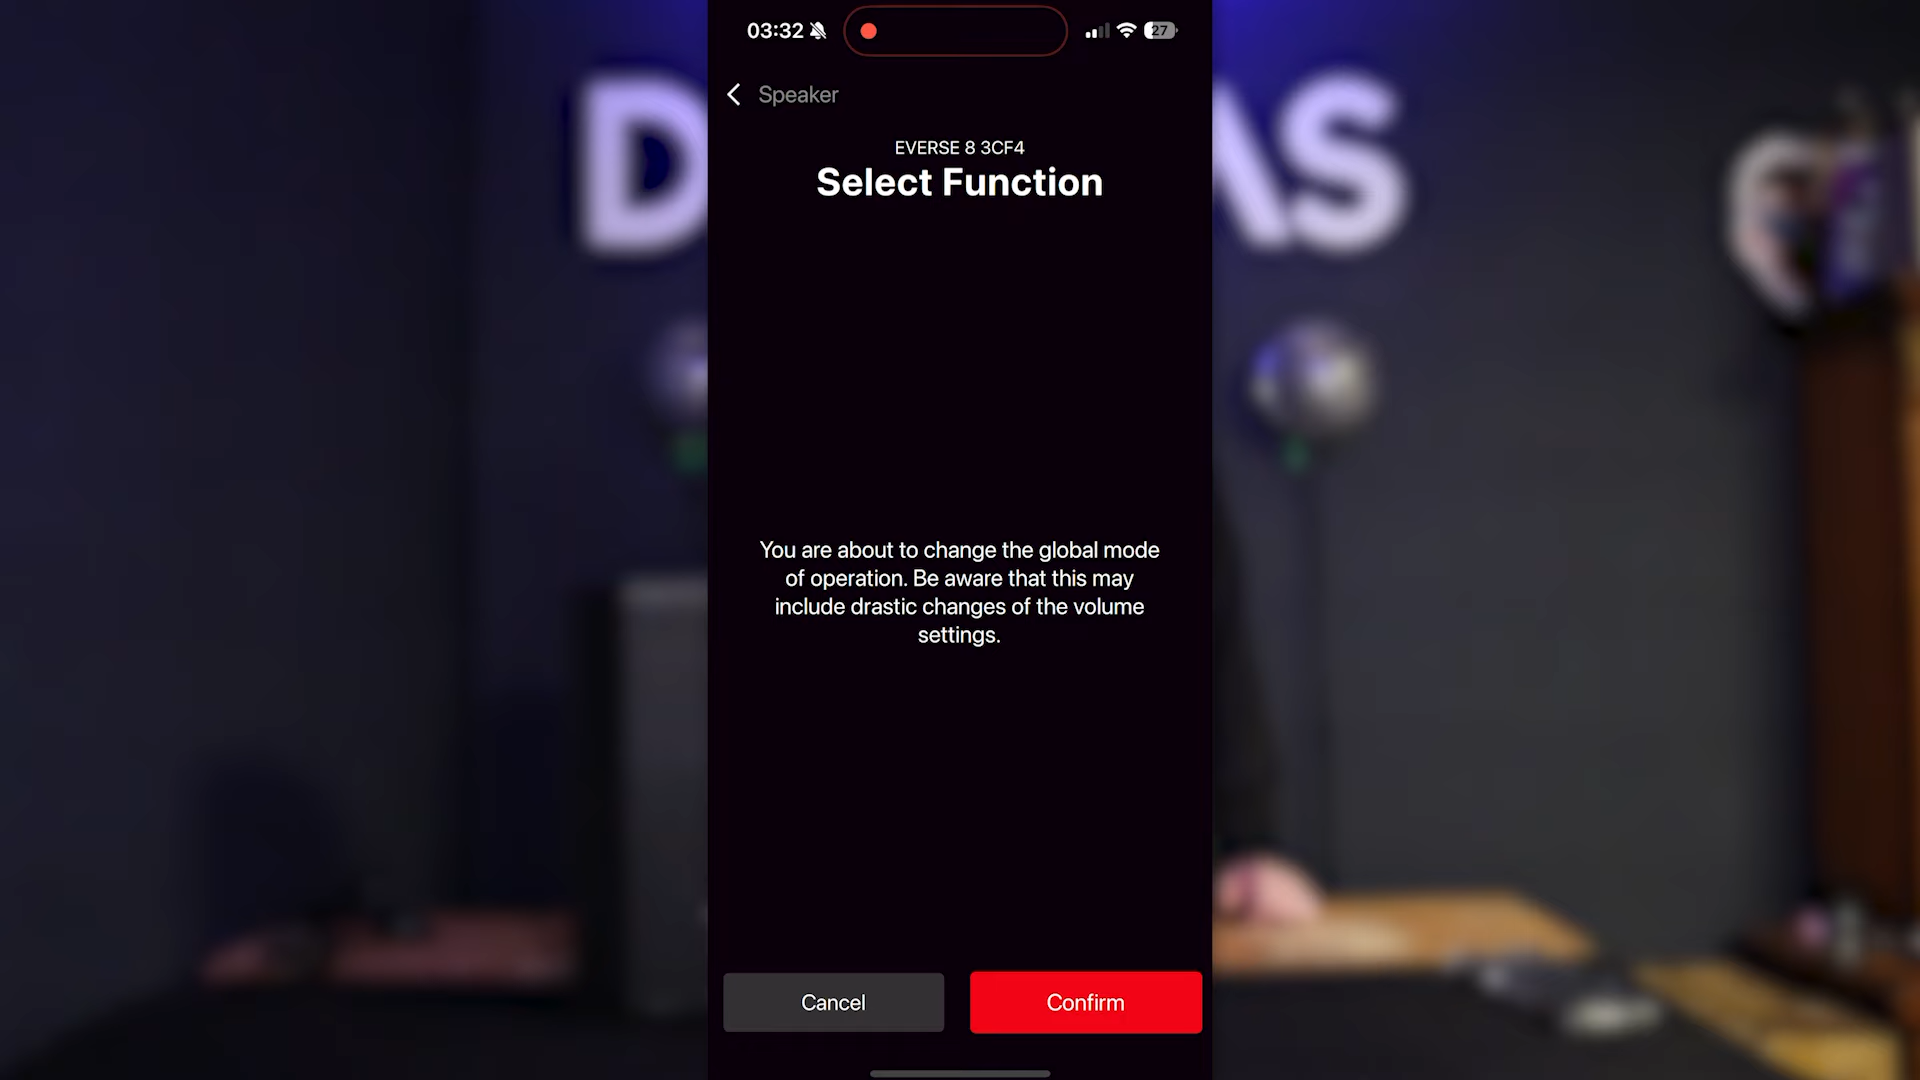 03:32
27
Speaker
EVERSE 8 3CF4
Select Function
You are about to change the global mode
of operation. Be aware that this may
include drastic changes of the volume
settings.
Cancel
Confirm